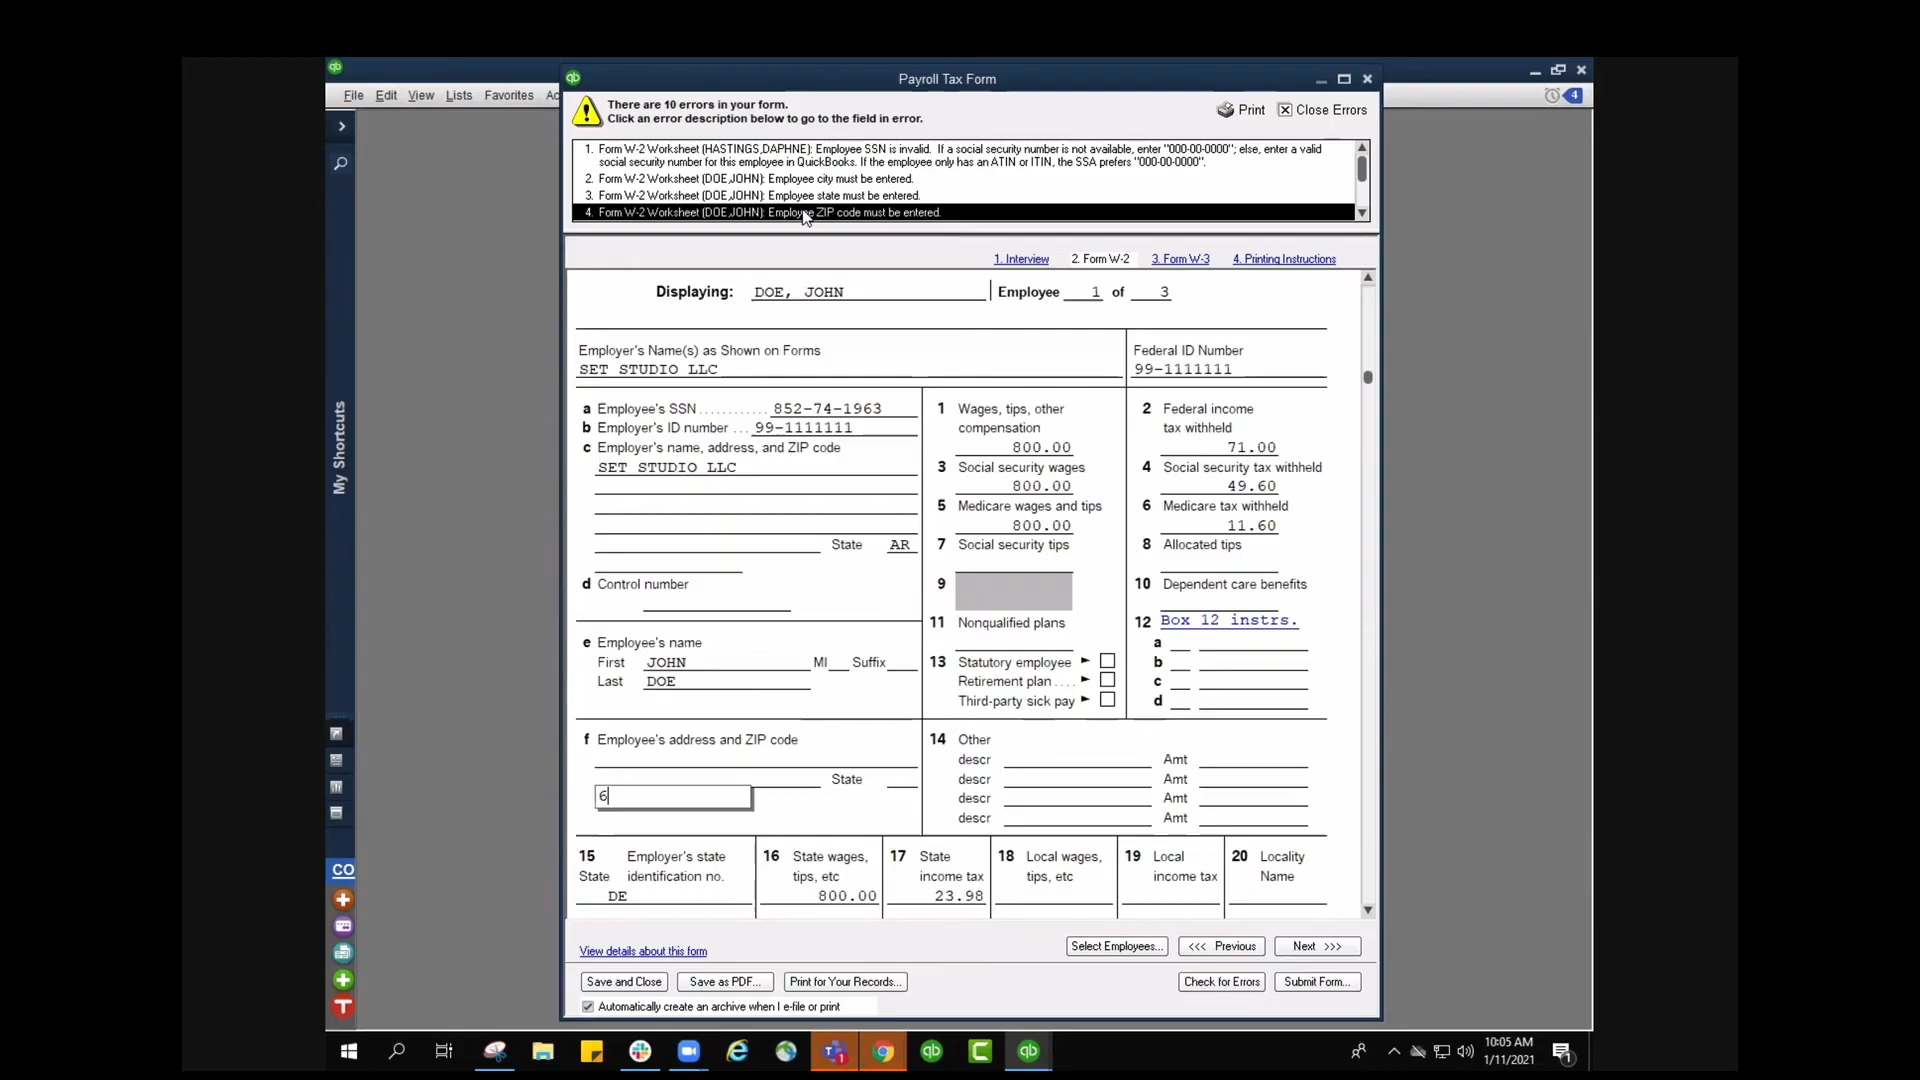 Payroll Tax Form
File Edit View Lists Favorites Ac
4
There are 10 errors in your form.
Click an error description below to go to the field in error.
Print Close Errors
1. Form W-2 Worksheet (HASTINGS,DAPHNE): Employee SSN is invalid. If a social security number is not available, enter "000-00-0000"; else, enter a valid
social security number for this employee in QuickBooks. If the employee only has an ATIN or ITIN, the SSA prefers "000-00-0000".
2. Form W-2 Worksheet (DOE,JOHN): Employee city must be entered.
3. Form W-2 Worksheet (DOE,JOHN): Employee state must be entered.
4. Form W-2 Worksheet (DOE,JOHN): Employee ZIP code must be entered.
1. Interview 2. Form W-2 3. Form W-3 4. Printing Instructions
Displaying: DOE, JOHN Employee 1 of 3
Employer's Name(s) as Shown on Forms
SET STUDIO LLC
Federal ID Number
99-1111111
a Employee's SSN ............ 852-74-1963
b Employer's ID number ... 99-1111111
c Employer's name, address, and ZIP code
SET STUDIO LLC
State AR
d Control number
e Employee's name
First JOHN MI Suffix
Last DOE
f Employee's address and ZIP code
State
6
1 Wages, tips, other
compensation
800.00
3 Social security wages
800.00
5 Medicare wages and tips
800.00
7 Social security tips
9
11 Nonqualified plans
13 Statutory employee ►
Retirement plan .... ►
Third-party sick pay ►
2 Federal income
tax withheld
71.00
4 Social security tax withheld
49.60
6 Medicare tax withheld
11.60
8 Allocated tips
10 Dependent care benefits
12 Box 12 instrs.
a
b
c
d
14 Other
descr Amt
descr Amt
descr Amt
descr Amt
15 Employer's state
State identification no.
DE
16 State wages,
tips, etc
800.00
17 State
income tax
23.98
18 Local wages,
tips, etc
19 Local
income tax
20 Locality
Name
View details about this form
Select Employees... <<< Previous Next >>>
Save and Close Save as PDF... Print for Your Records... Check for Errors Submit Form...
Automatically create an archive when I e-file or print
My Shortcuts
CO
qb
10:05 AM
1/11/2021